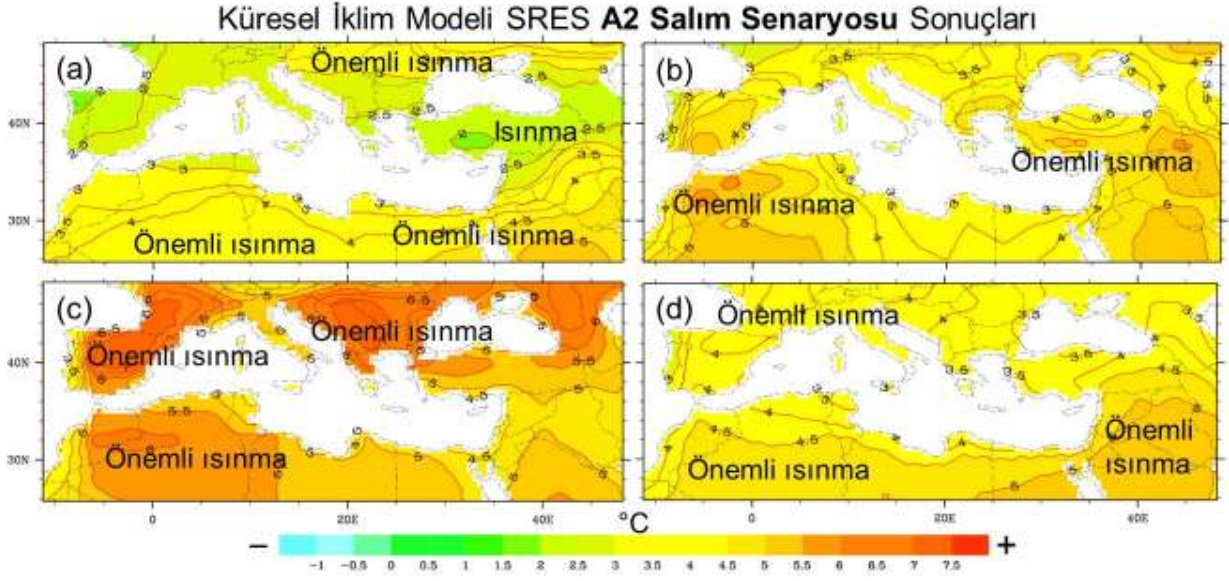 Küresel İklim Modeli SRES A2 Salım Senaryosu Sonuçları
(a)
Önemli ısınma
Isınma
Önemli ısınma
Önemli ısınma
40N
30N
(b)
Önemli ısınma
Önemli ısınma
(c)
Önemli ısınma
Önemli ısınma
Önemli ısınma
40N
30N
0
20E
40E
(d)
Önemli ısınma
Önemli ısınma
Önemli
ısınma
0
20E
40E
°C
− +
-1 -0.5 0 0.5 1 1.5 2 2.5 3 3.5 4 4.5 5 5.5 6 6.5 7 7.5